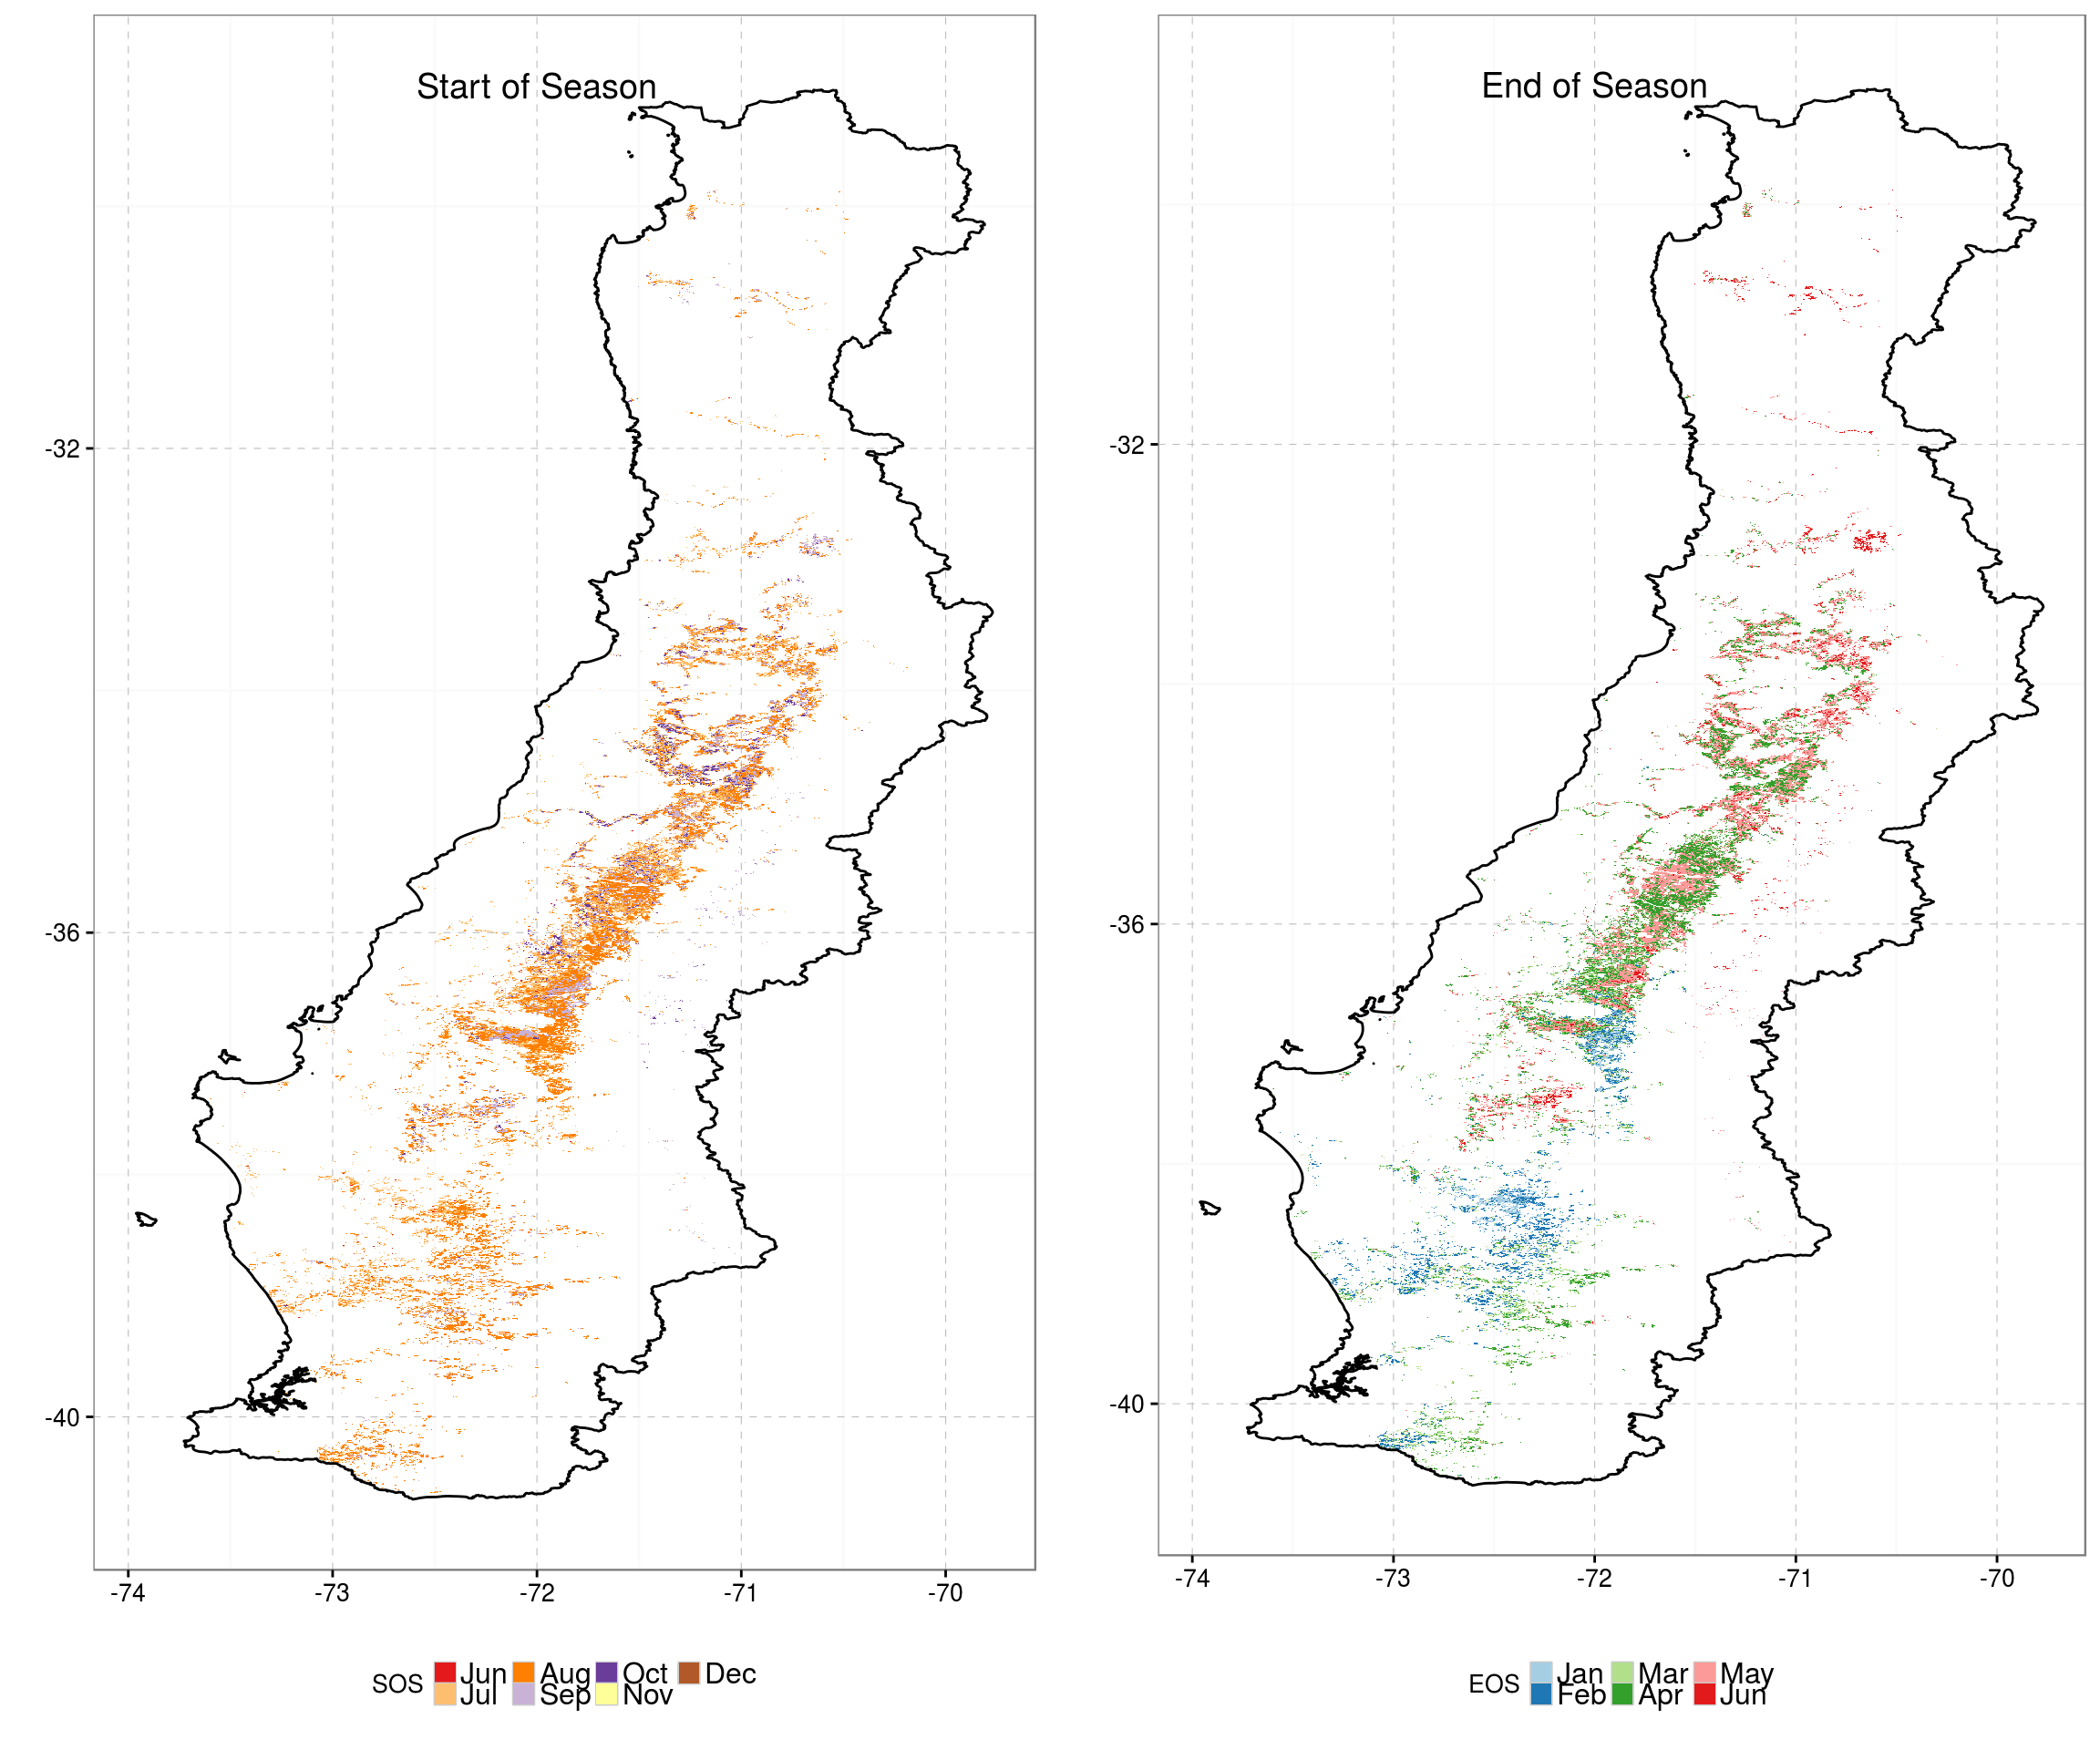 Start of Season
End of Season
-32
-36
-40
-74 -73 -72 -71 -70
-32
-36
-40
-74 -73 -72 -71 -70
SOS
Jun Aug Oct Dec
Jul Sep Nov
EOS
Jan Mar May
Feb Apr Jun